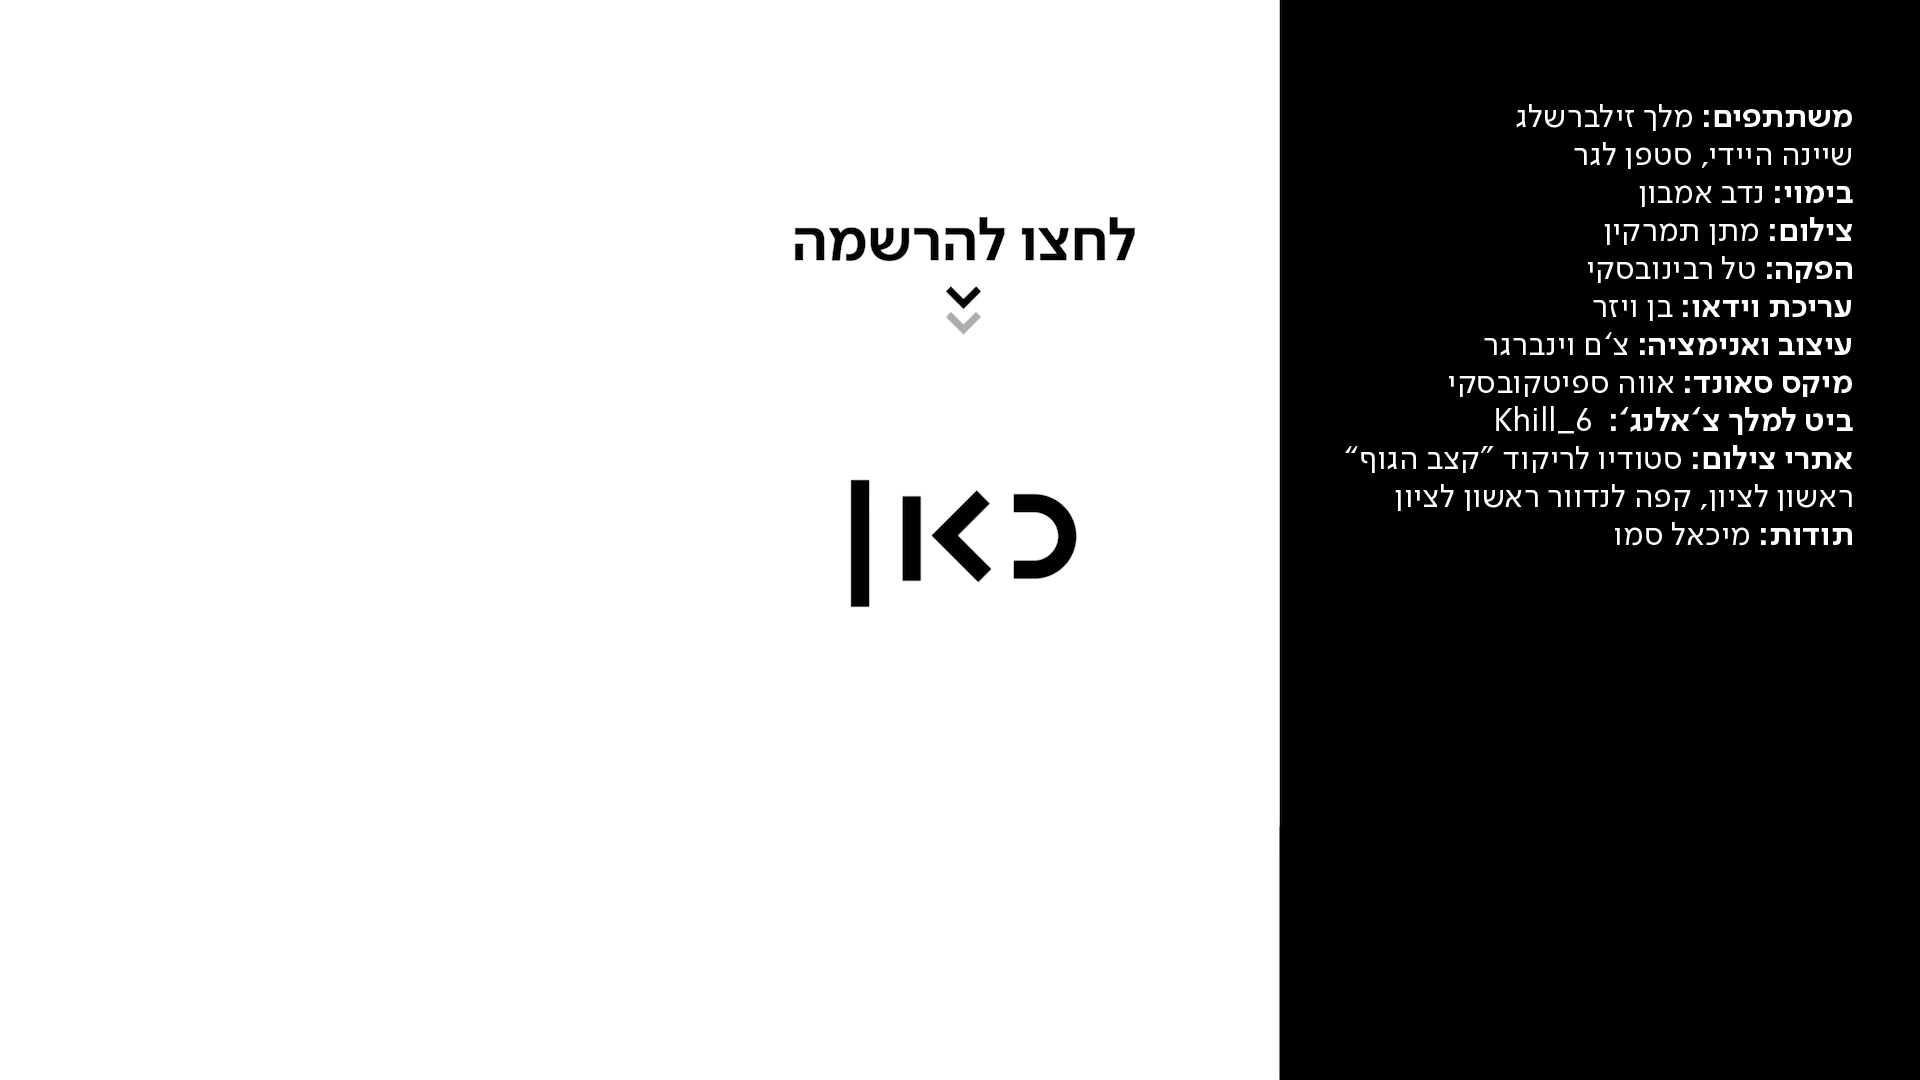 לחצו להרשמה
כאן
משתתפים: מלך זילברשלג
שיינה היידי, סטפן לגר
בימוי: נדב אמבון
צילום: מתן תמרקין
הפקה: טל רבינובסקי
עריכת וידאו: בן ויזר
עיצוב ואנימציה: צ'ם וינברגר
מיקס סאונד: אווה ספיטקובסקי
ביט למלך צ'אלנג': Khill_6
אתרי צילום: סטודיו לריקוד "קצב הגוף"
ראשון לציון, קפה לנדוור ראשון לציון
תודות: מיכאל סמו